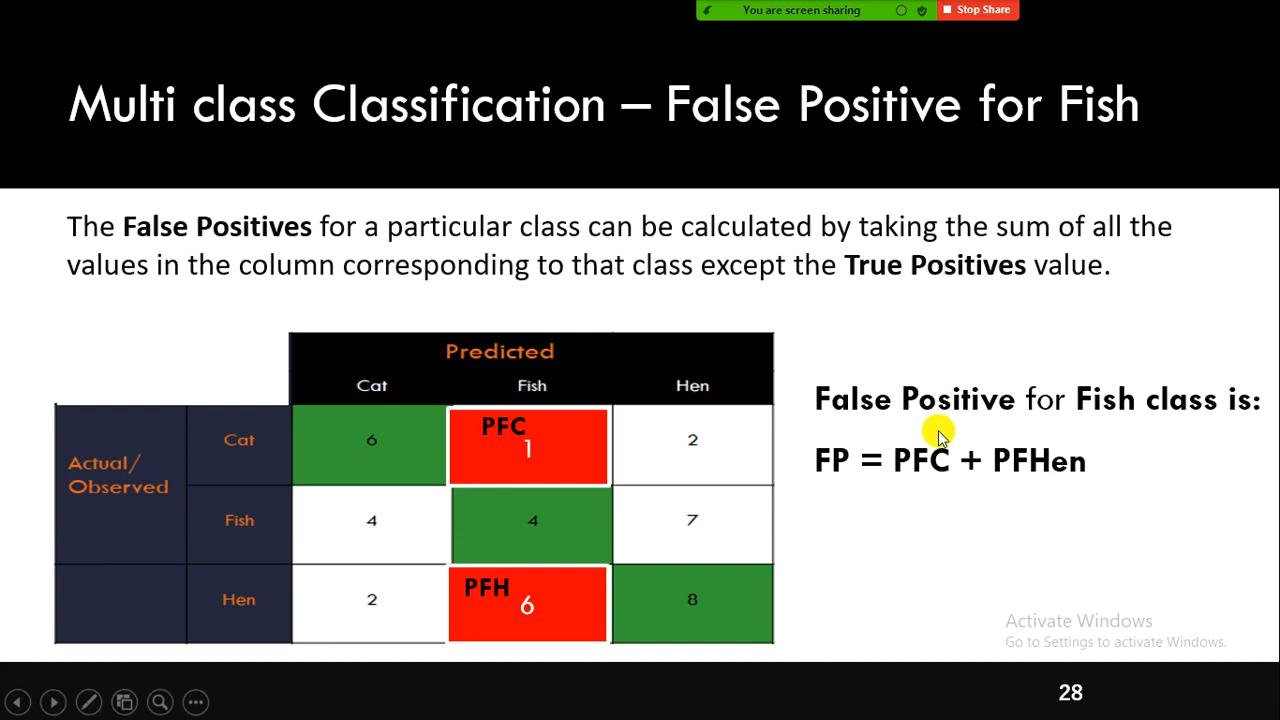 You are screen sharing
Stop Share
Multi class Classification – False Positive for Fish
The False Positives for a particular class can be calculated by taking the sum of all the
values in the column corresponding to that class except the True Positives value.
Predicted
Cat Fish Hen
Actual/
Observed
Cat 6 PFC 1 2
Fish 4 4 7
Hen 2 PFH 6 8
False Positive for Fish class is:
FP = PFC + PFHen
Activate Windows
Go to Settings to activate Windows.
28